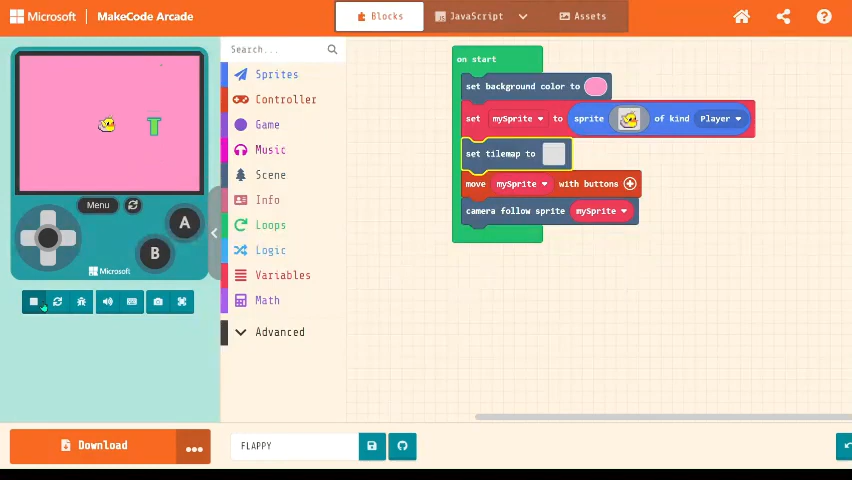 Microsoft MakeCode Arcade Blocks JavaScript Assets
Search...
Sprites
Controller
Game
Music
Scene
Info
Loops
Logic
Variables
Math
Advanced
Menu
A
B
Microsoft
on start
set background color to
set mySprite to sprite of kind Player
set tilemap to
move mySprite with buttons
camera follow sprite mySprite
Download
FLAPPY